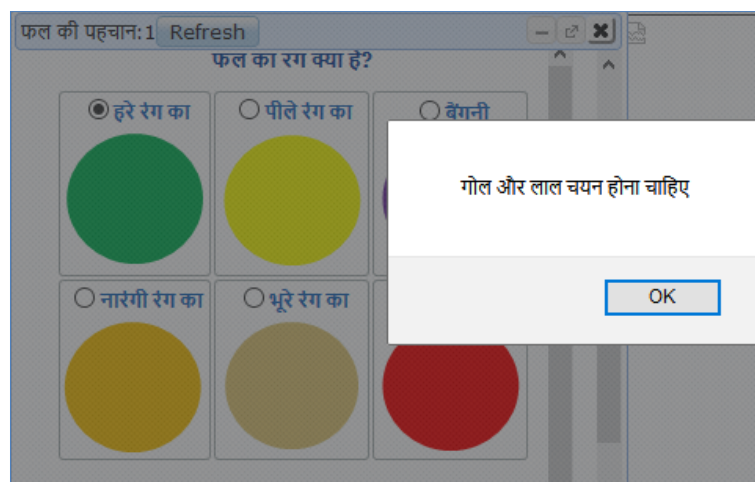 फल की पहचान:1 Refresh
फल का रंग क्या है?
हरे रंग का
पीले रंग का
बैंगनी
गोल और लाल चयन होना चाहिए
OK
नारंगी रंग का
भूरे रंग का